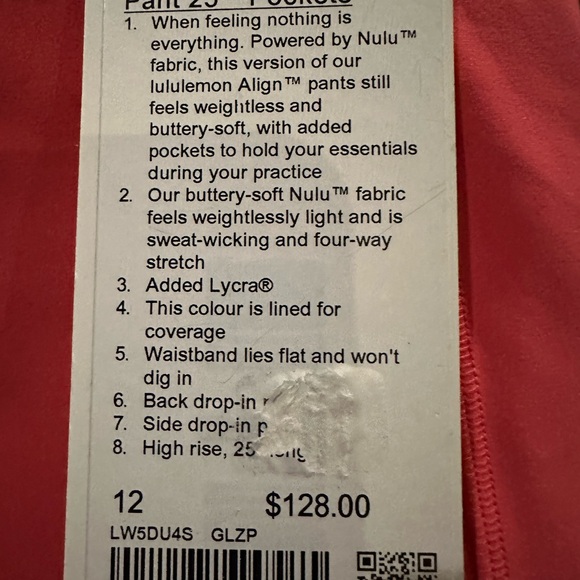 Pant 25" Pockets
1. When feeling nothing is
everything. Powered by Nulu™
fabric, this version of our
lululemon Align™ pants still
feels weightless and
buttery-soft, with added
pockets to hold your essentials
during your practice
2. Our buttery-soft Nulu™ fabric
feels weightlessly light and is
sweat-wicking and four-way
stretch
3. Added Lycra®
4. This colour is lined for
coverage
5. Waistband lies flat and won't
dig in
6. Back drop-in
7. Side drop-in
8. High rise, 25
12 $128.00
LW5DU4S GLZP